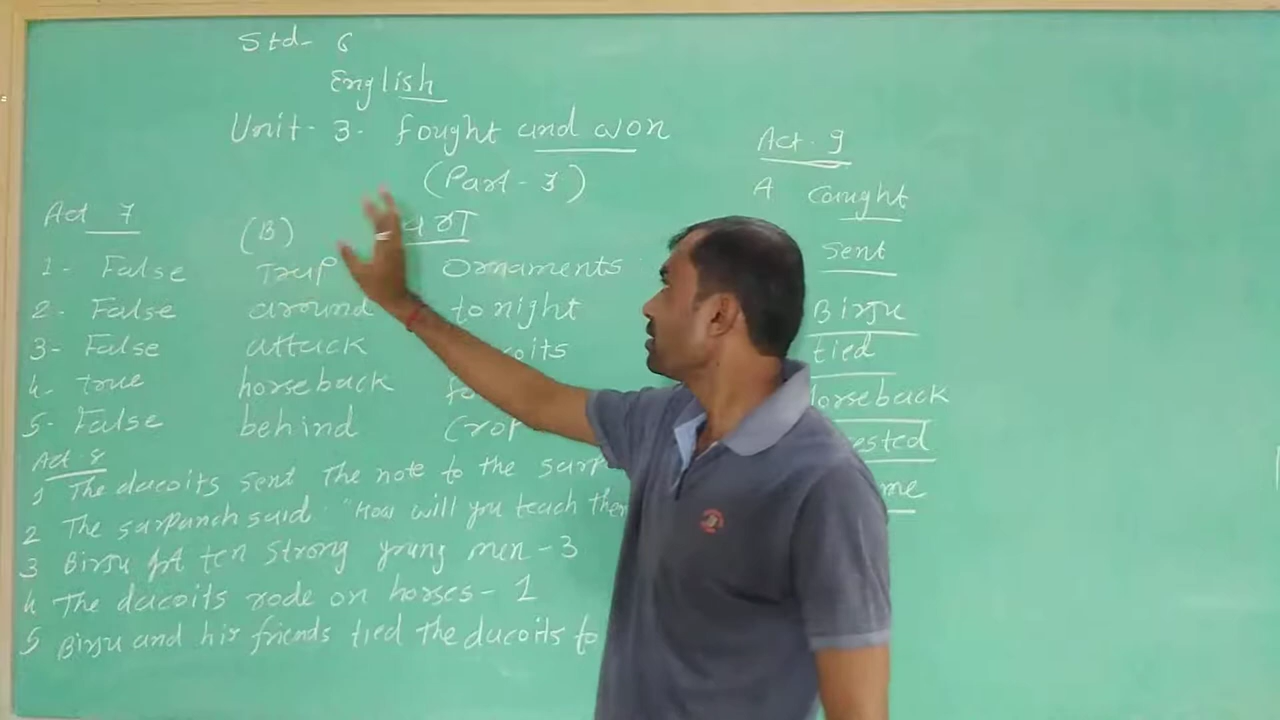 Std- 6
English
Unit- 3- fought and won
(Part-3)
Act 7
1- False
2- False
3- False
4- true
5- False
(B)
Trap ornaments
around to night
attack
horseback
behind Crop
Act-8
1 The dacoits sent The note to the
2 The sarpanch said "How will you teach
3 Birju got ten strong young men-3
4 The dacoits rode on horses-1
5 Birju and his friends tied The dacoits to
Act-9
A Caught
sent
Birju
tied
horseback